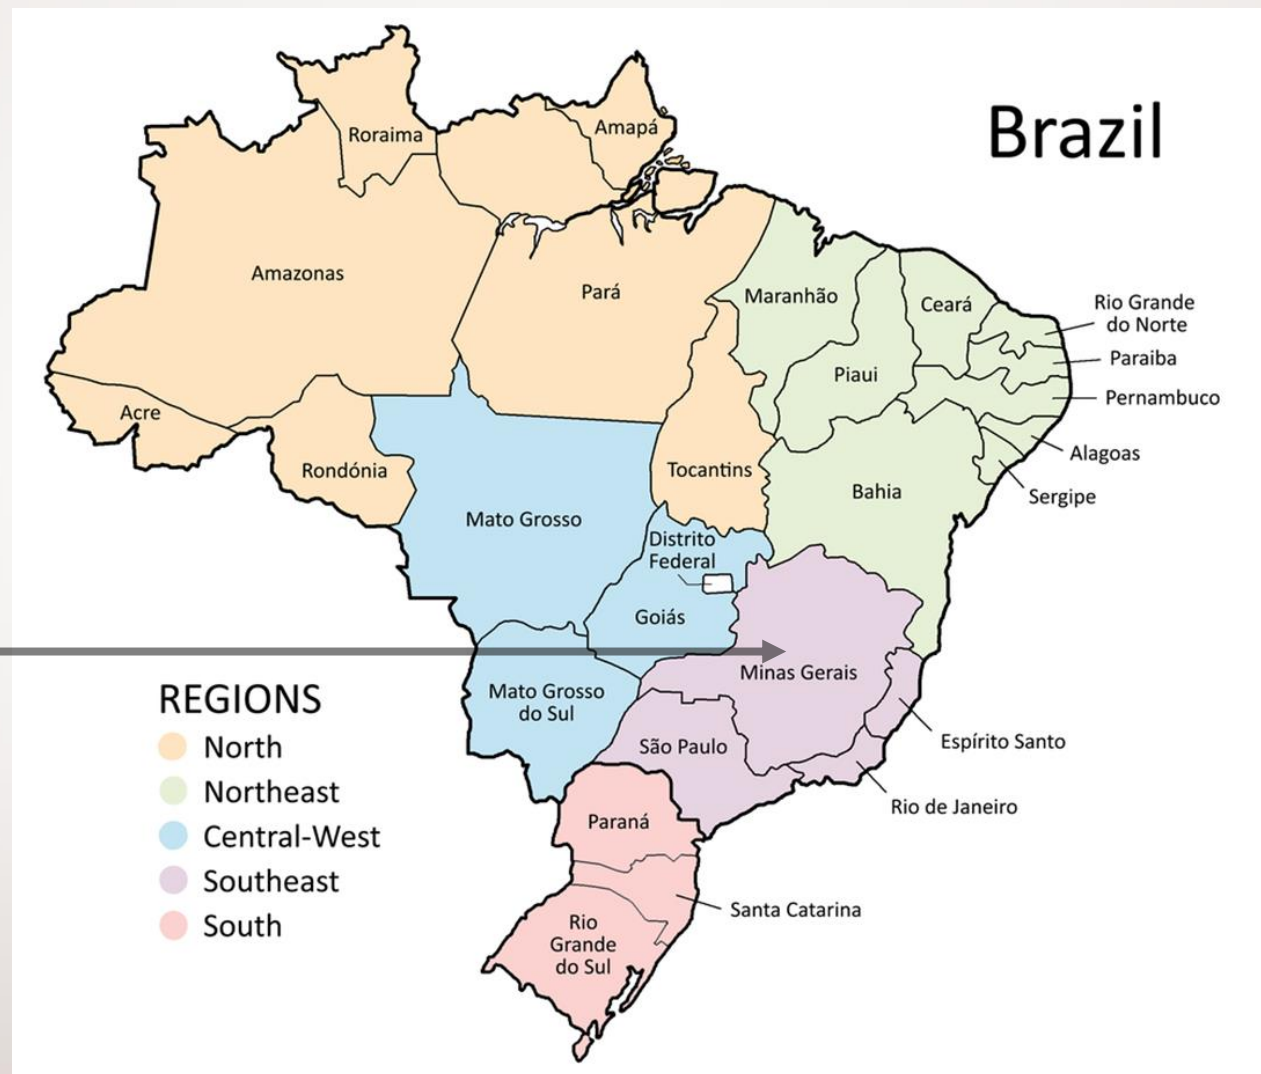 Brazil
Roraima
Amapá
Amazonas
Pará
Maranhão
Ceará
Rio Grande
do Norte
Paraiba
Piaui
Pernambuco
Acre
Alagoas
Rondónia
Tocantins
Bahia
Sergipe
Mato Grosso
Distrito
Federal
Goiás
Minas Gerais
Mato Grosso
do Sul
São Paulo
Espírito Santo
Rio de Janeiro
Paraná
Santa Catarina
Rio
Grande
do Sul
REGIONS
North
Northeast
Central-West
Southeast
South